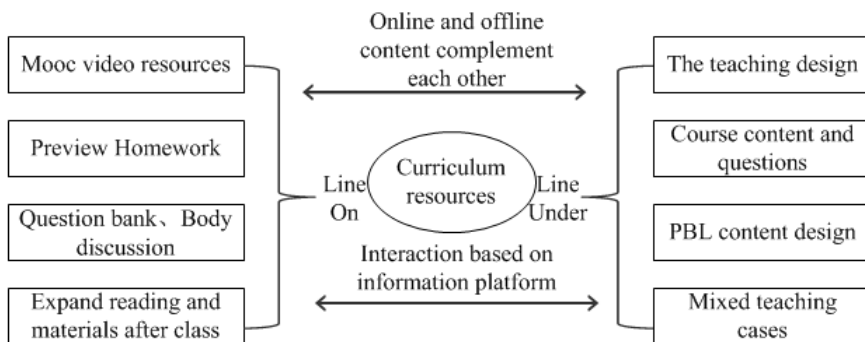 Mooc video resources
Preview Homework
Question bank、Body
discussion
Expand reading and
materials after class
Online and offline
content complement
each other
Line
On
Curriculum
resources
Line
Under
Interaction based on
information platform
The teaching design
Course content and
questions
PBL content design
Mixed teaching
cases